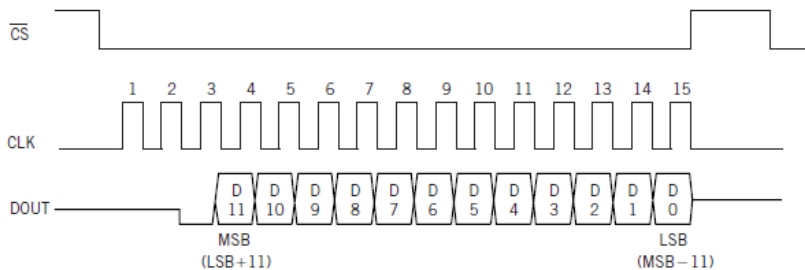 C̅S̅
1 2 3 4 5 6 7 8 9 10 11 12 13 14 15
CLK
D D D D D D D D D D D D
DOUT 11 10 9 8 7 6 5 4 3 2 1 0
MSB LSB
(LSB+11) (MSB−11)